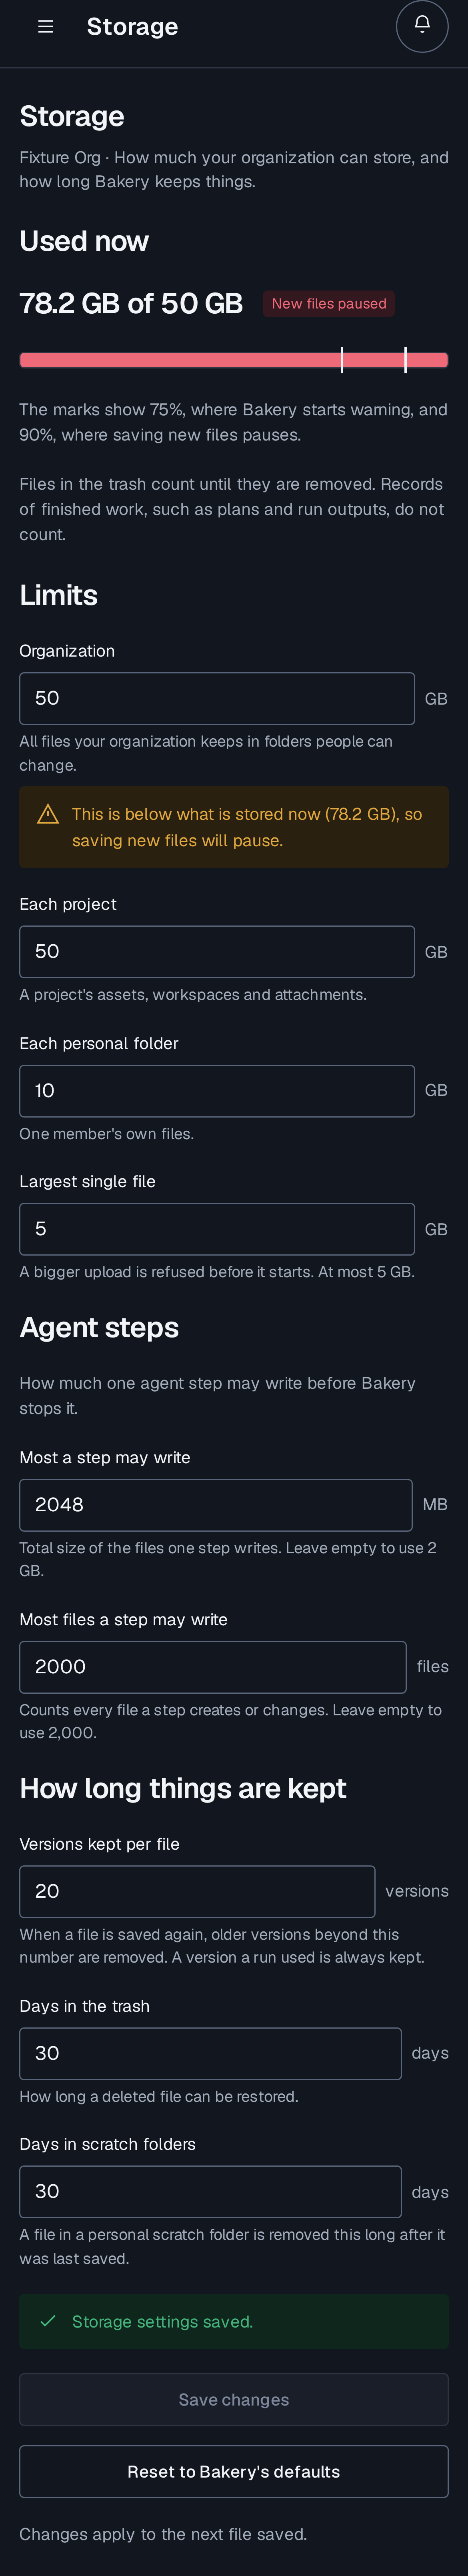 Storage
Storage
Fixture Org · How much your organization can store, and
how long Bakery keeps things.
Used now
78.2 GB of 50 GB
New files paused
The marks show 75%, where Bakery starts warning, and
90%, where saving new files pauses.
Files in the trash count until they are removed. Records
of finished work, such as plans and run outputs, do not
count.
Limits
Organization
50
GB
All files your organization keeps in folders people can
change.
This is below what is stored now (78.2 GB), so
saving new files will pause.
Each project
50
GB
A project's assets, workspaces and attachments.
Each personal folder
10
GB
One member's own files.
Largest single file
5
GB
A bigger upload is refused before it starts. At most 5 GB.
Agent steps
How much one agent step may write before Bakery
stops it.
Most a step may write
2048
MB
Total size of the files one step writes. Leave empty to use 2
GB.
Most files a step may write
2000
files
Counts every file a step creates or changes. Leave empty to
use 2,000.
How long things are kept
Versions kept per file
20
versions
When a file is saved again, older versions beyond this
number are removed. A version a run used is always kept.
Days in the trash
30
days
How long a deleted file can be restored.
Days in scratch folders
30
days
A file in a personal scratch folder is removed this long after it
was last saved.
Storage settings saved.
Save changes
Reset to Bakery's defaults
Changes apply to the next file saved.